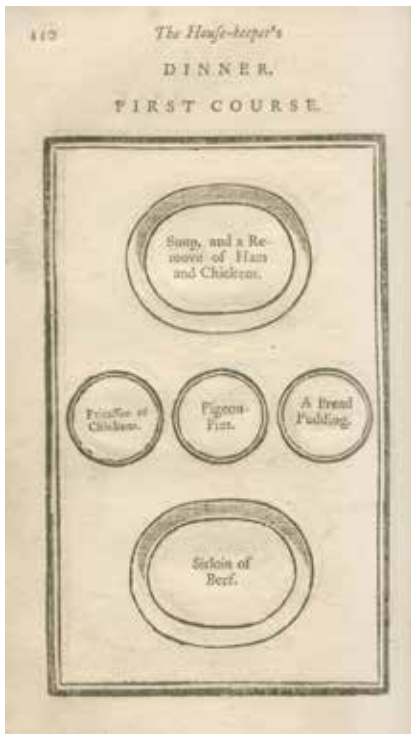 The Houſe-keeper's
DINNER.
FIRST COURSE.
Soup, and a Re-
move of Ham
and Chickens.
Fricaſſee of
Chickens.
Pigeon-
Pies.
A Bread
Pudding.
Sirloin of
Beef.